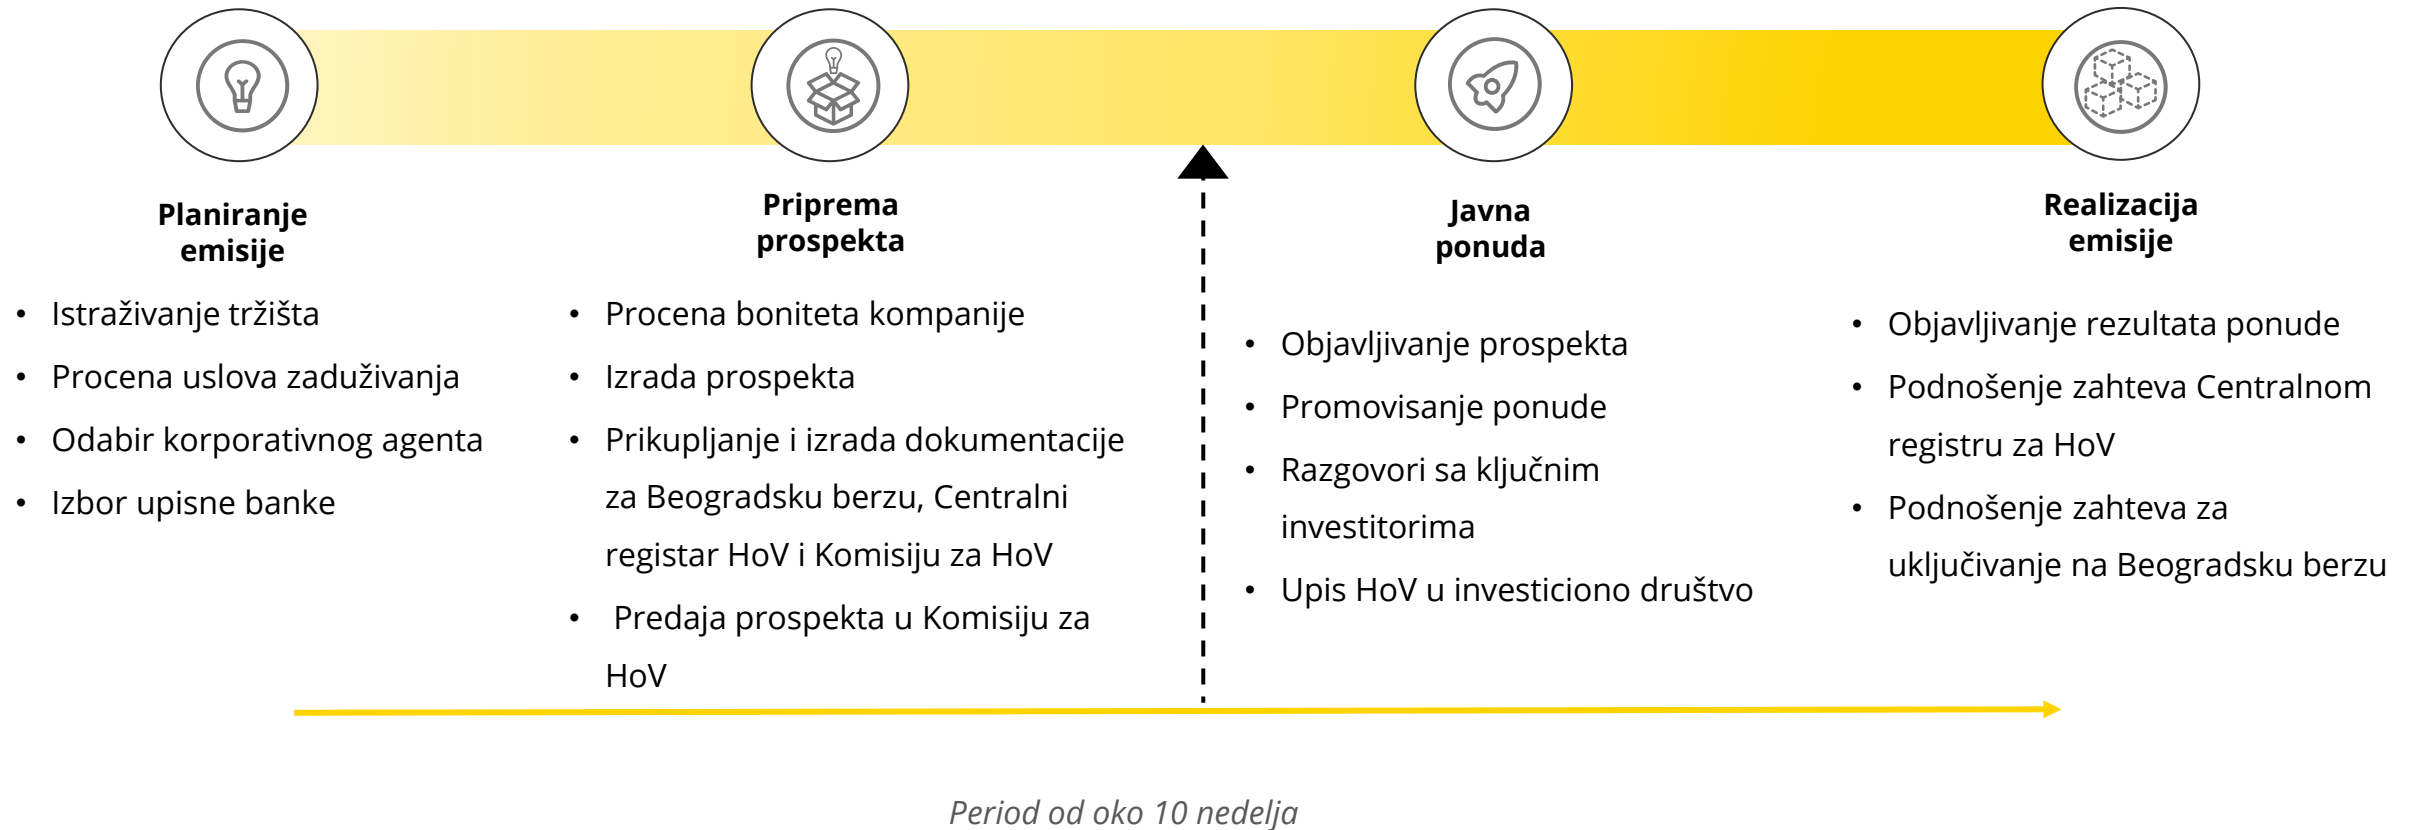 Planiranje
emisije
• Istraživanje tržišta
• Procena uslova zaduživanja
• Odabir korporativnog agenta
• Izbor upisne banke
Priprema
prospekta
• Procena boniteta kompanije
• Izrada prospekta
• Prikupljanje i izrada dokumentacije
za Beogradsku berzu, Centralni
registar HoV i Komisiju za HoV
• Predaja prospekta u Komisiju za
HoV
Javna
ponuda
• Objavljivanje prospekta
• Promovisanje ponude
• Razgovori sa ključnim
investitorima
• Upis HoV u investiciono društvo
Realizacija
emisije
• Objavljivanje rezultata ponude
• Podnošenje zahteva Centralnom
registru za HoV
• Podnošenje zahteva za
uključivanje na Beogradsku berzu
Period od oko 10 nedelja